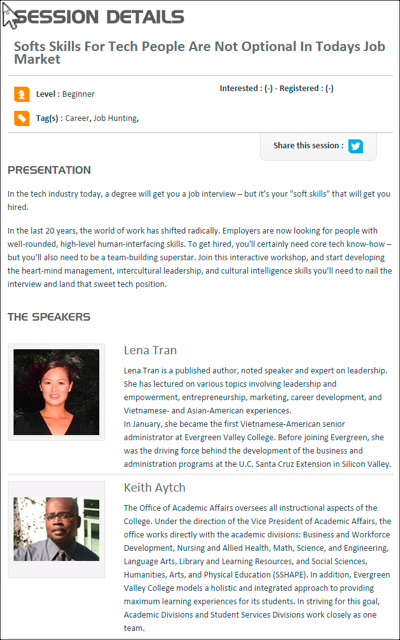 SESSION DETAILS
Softs Skills For Tech People Are Not Optional In Todays Job
Market
Level : Beginner
Interested : (-) - Registered : (-)
Tag(s) : Career, Job Hunting,
Share this session :
PRESENTATION
In the tech industry today, a degree will get you a job interview – but it's your "soft skills" that will get you
hired.
In the last 20 years, the world of work has shifted radically. Employers are now looking for people with
well-rounded, high-level human-interfacing skills. To get hired, you'll certainly need core tech know-how –
but you'll also need to be a team-building superstar. Join this interactive workshop, and start developing
the heart-mind management, intercultural leadership, and cultural intelligence skills you'll need to nail the
interview and land that sweet tech position.
THE SPEAKERS
Lena Tran
Lena Tran is a published author, noted speaker and expert on leadership.
She has lectured on various topics involving leadership and
empowerment, entrepreneurship, marketing, career development, and
Vietnamese- and Asian-American experiences.
In January, she became the first Vietnamese-American senior
administrator at Evergreen Valley College. Before joining Evergreen, she
was the driving force behind the development of the business and
administration programs at the U.C. Santa Cruz Extension in Silicon Valley.
Keith Aytch
The Office of Academic Affairs oversees all instructional aspects of the
College. Under the direction of the Vice President of Academic Affairs, the
office works directly with the academic divisions: Business and Workforce
Development, Nursing and Allied Health, Math, Science, and Engineering,
Language Arts, Library and Learning Resources, and Social Sciences,
Humanities, Arts, and Physical Education (SSHAPE). In addition, Evergreen
Valley College models a holistic and integrated approach to providing
maximum learning experiences for its students. In striving for this goal,
Academic Divisions and Student Services Divisions work closely as one
team.